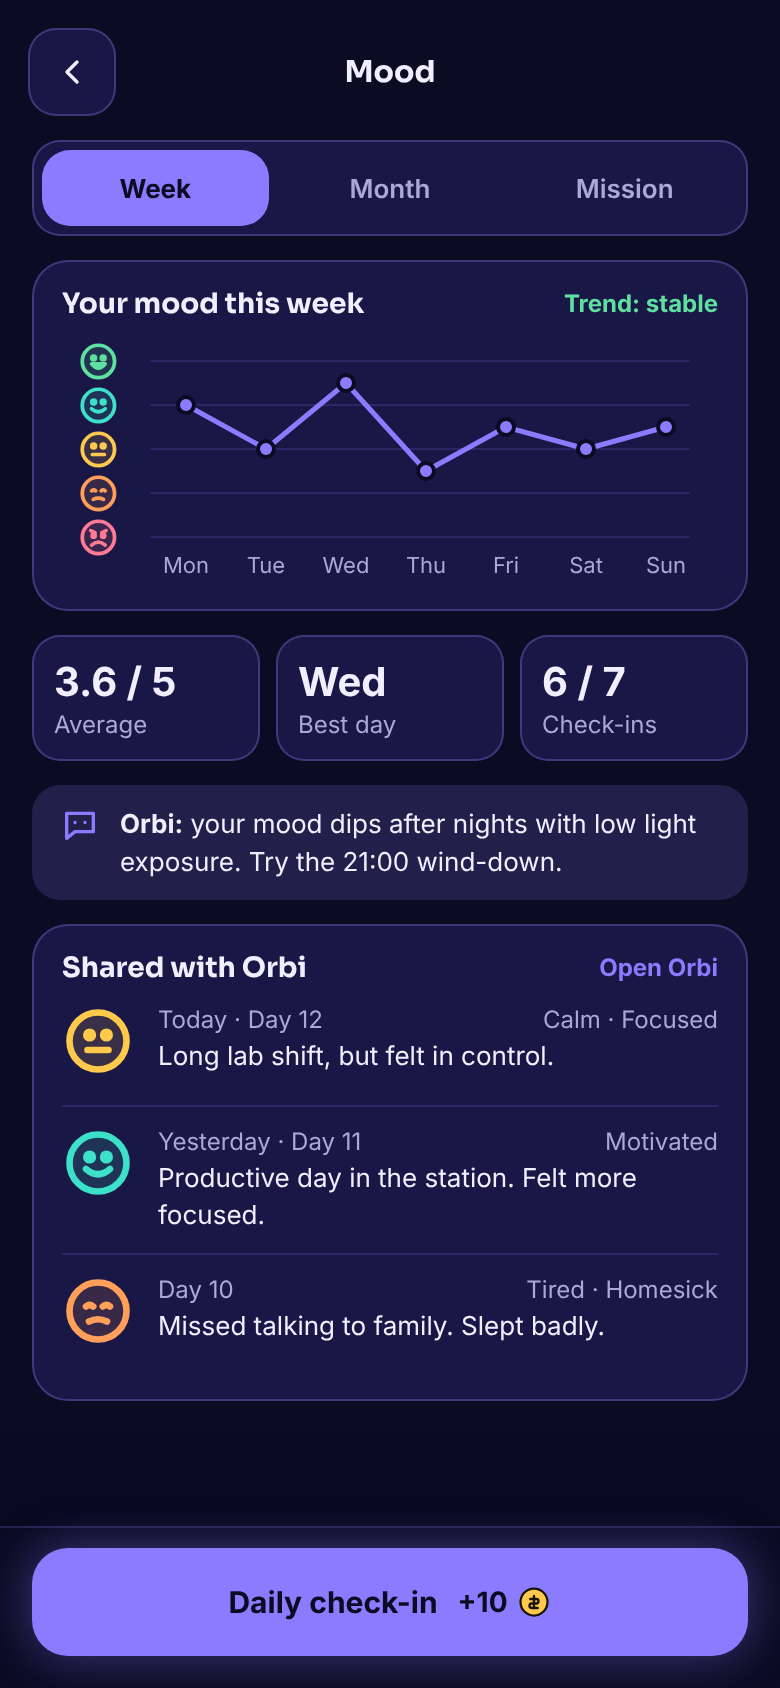 Mood
Week Month Mission
Your mood this week Trend: stable
Mon Tue Wed Thu Fri Sat Sun
3.6 / 5 Wed 6 / 7
Average Best day Check-ins
Orbi: your mood dips after nights with low light
exposure. Try the 21:00 wind-down.
Shared with Orbi Open Orbi
Today · Day 12 Calm · Focused
Long lab shift, but felt in control.
Yesterday · Day 11 Motivated
Productive day in the station. Felt more
focused.
Day 10 Tired · Homesick
Missed talking to family. Slept badly.
Daily check-in +10